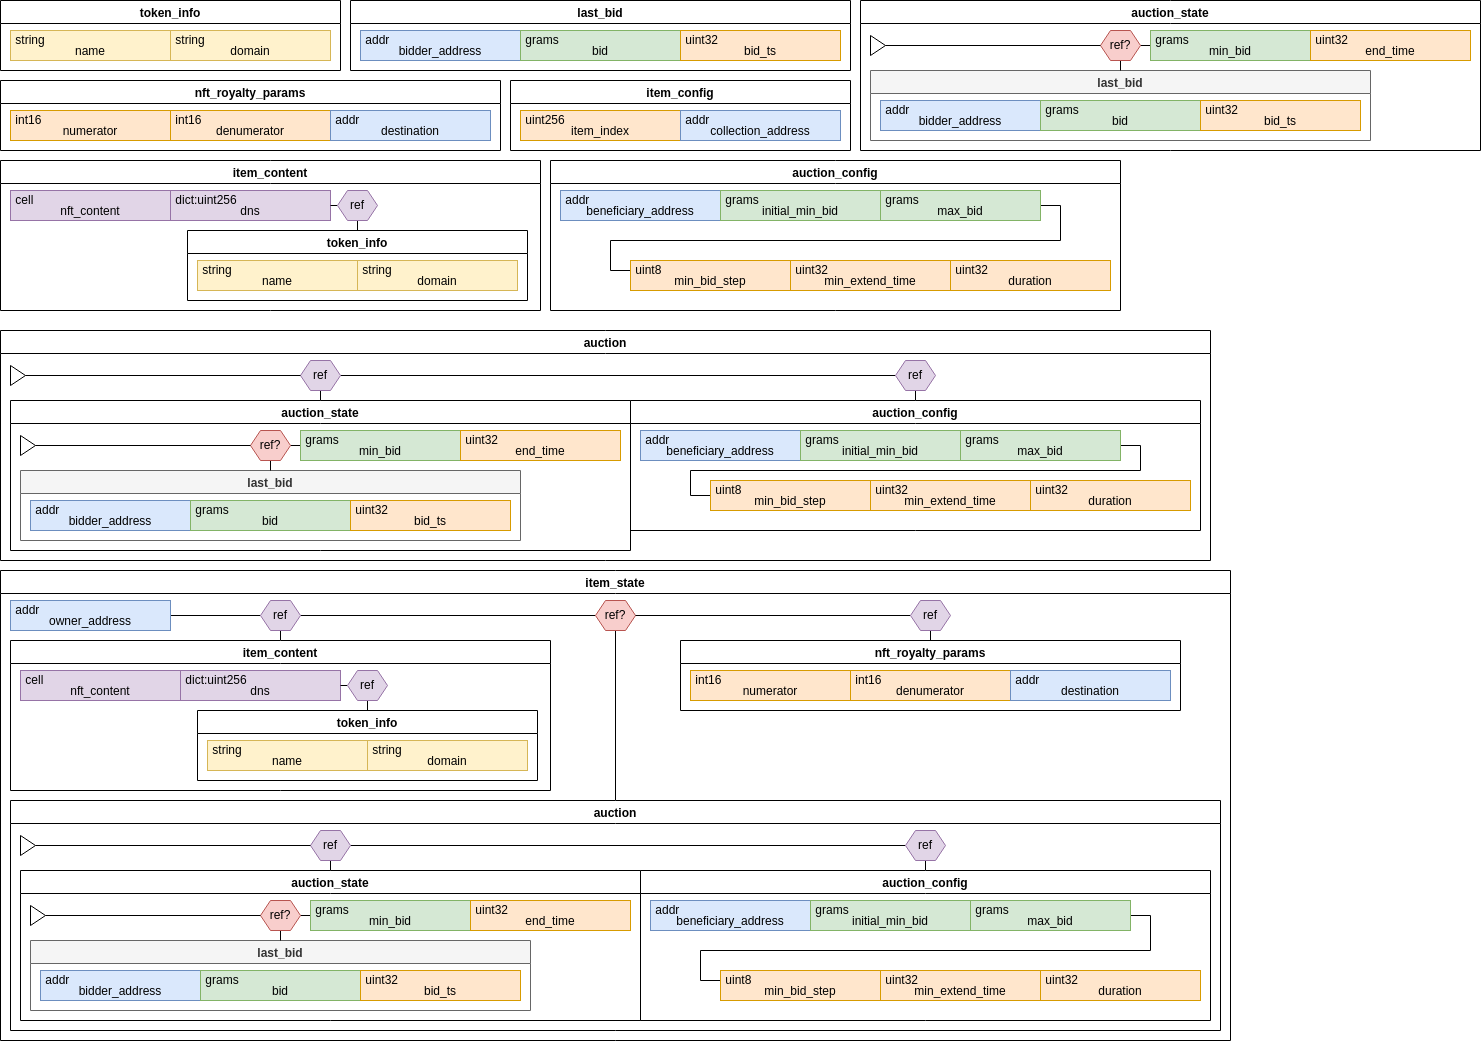 token_info
string name
string domain
last_bid
addr bidder_address
grams bid
uint32 bid_ts
auction_state
ref?
grams min_bid
uint32 end_time
last_bid
addr bidder_address
grams bid
uint32 bid_ts
nft_royalty_params
int16 numerator
int16 denumerator
addr destination
item_config
uint256 item_index
addr collection_address
item_content
cell nft_content
dict:uint256 dns
ref
token_info
string name
string domain
auction_config
addr beneficiary_address
grams initial_min_bid
grams max_bid
uint8 min_bid_step
uint32 min_extend_time
uint32 duration
auction
ref
ref
auction_state
ref?
grams min_bid
uint32 end_time
last_bid
addr bidder_address
grams bid
uint32 bid_ts
auction_config
addr beneficiary_address
grams initial_min_bid
grams max_bid
uint8 min_bid_step
uint32 min_extend_time
uint32 duration
item_state
addr owner_address
ref
ref?
ref
item_content
cell nft_content
dict:uint256 dns
ref
token_info
string name
string domain
nft_royalty_params
int16 numerator
int16 denumerator
addr destination
auction
ref
ref
auction_state
ref?
grams min_bid
uint32 end_time
last_bid
addr bidder_address
grams bid
uint32 bid_ts
auction_config
addr beneficiary_address
grams initial_min_bid
grams max_bid
uint8 min_bid_step
uint32 min_extend_time
uint32 duration